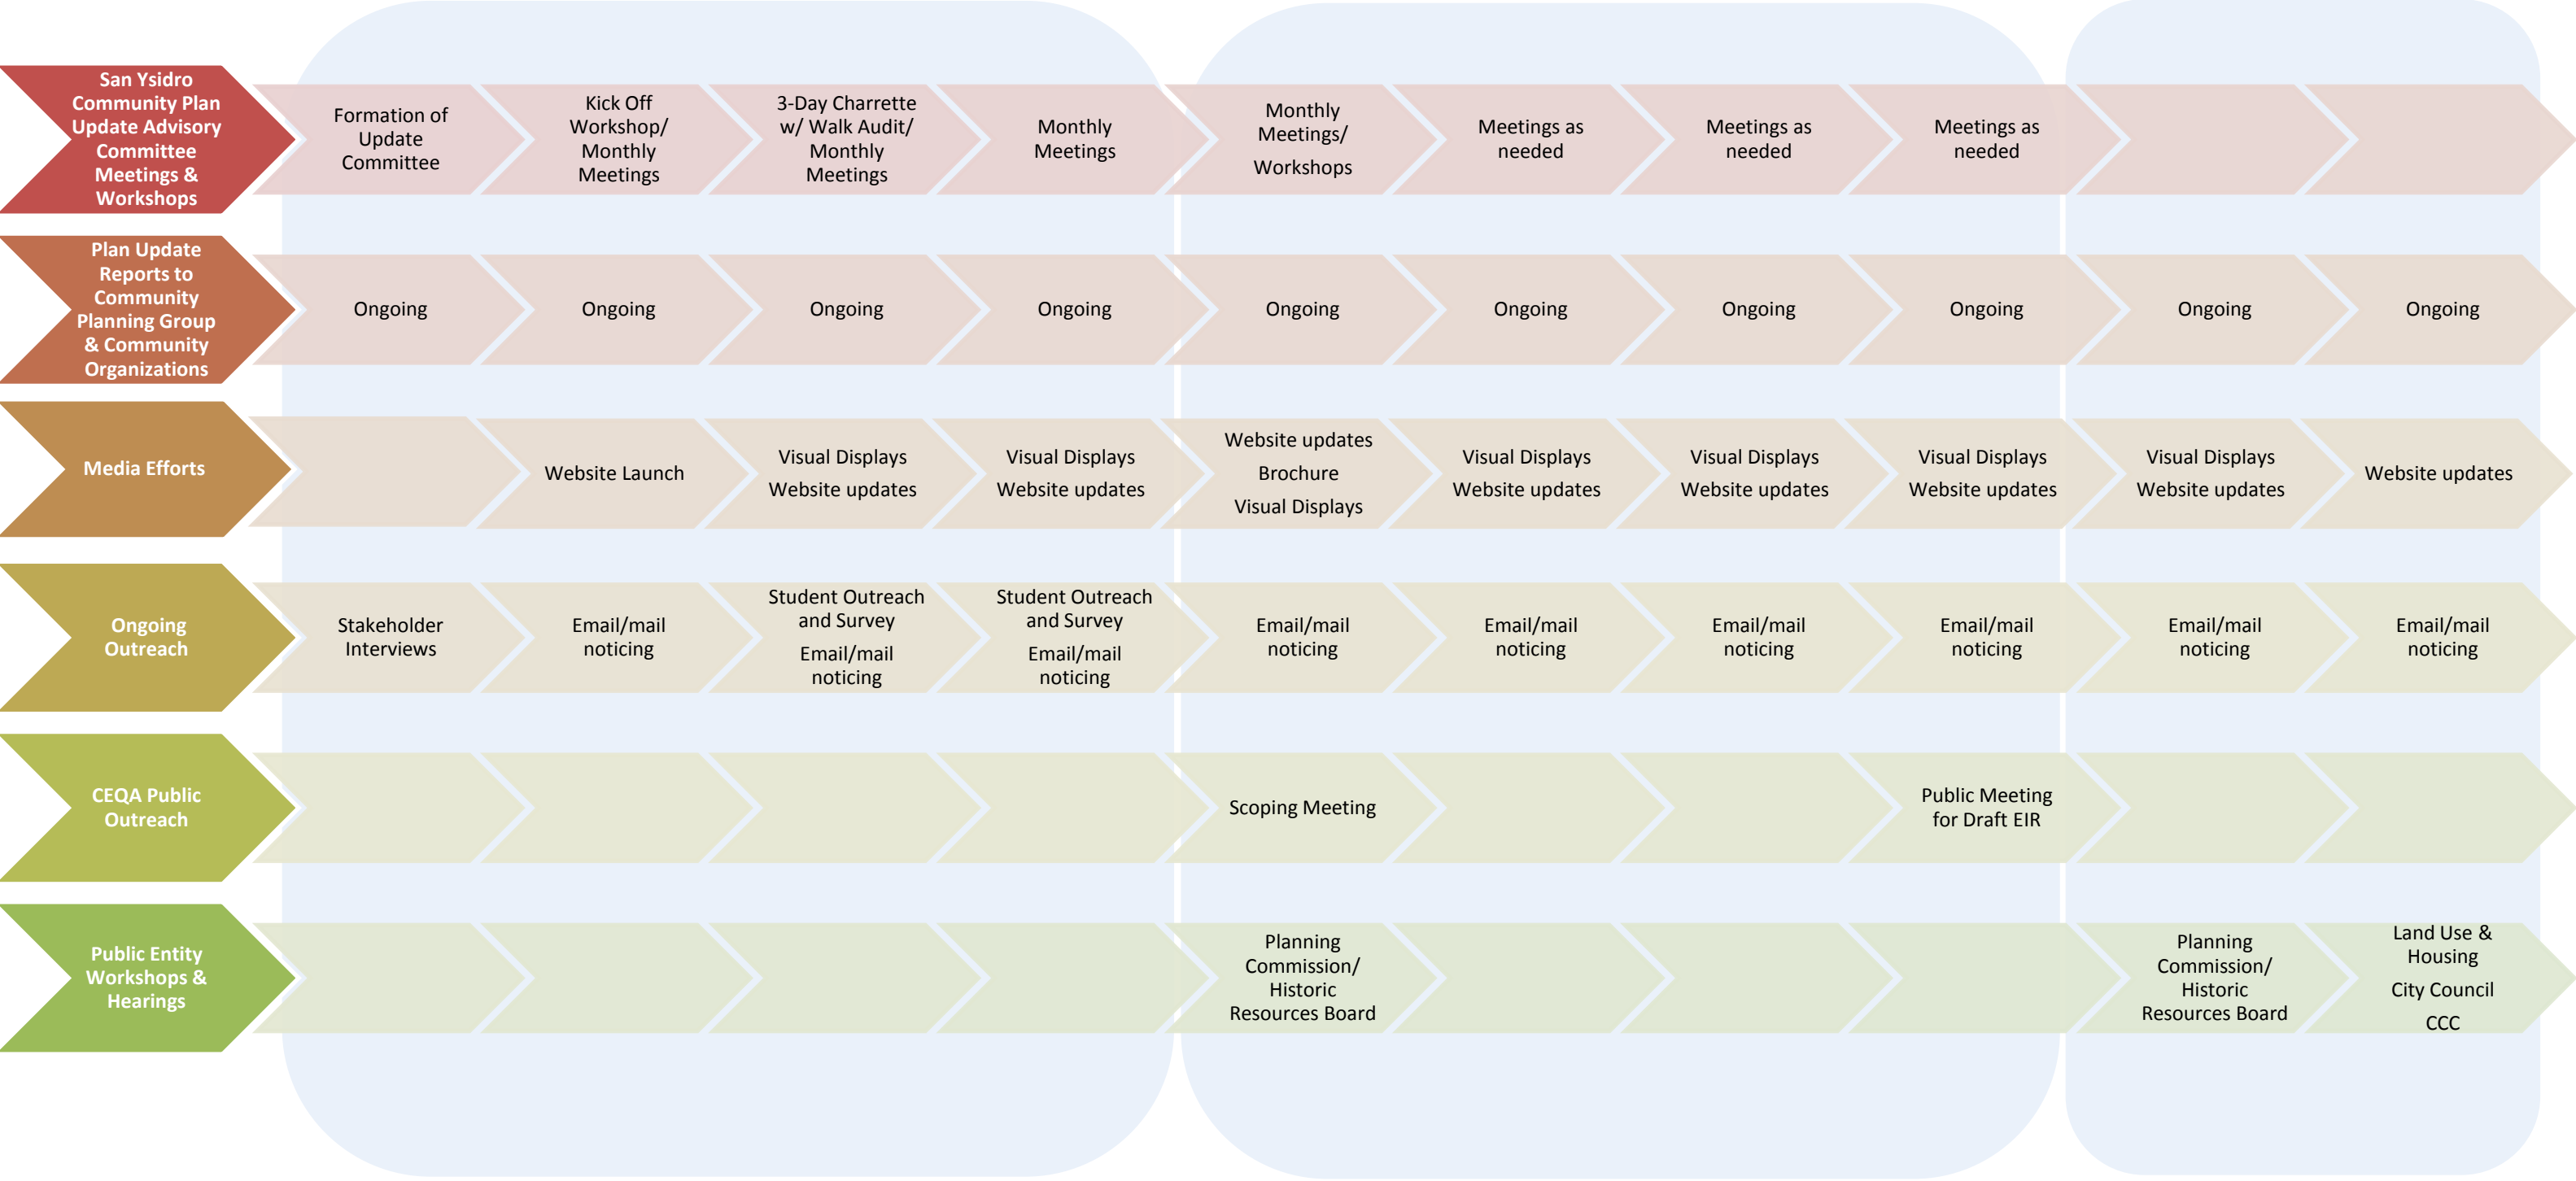 San Ysidro
Community Plan
Update Advisory
Committee
Meetings &
Workshops
Formation of
Update
Committee
Kick Off
Workshop/
Monthly
Meetings
3-Day Charrette
w/ Walk Audit/
Monthly
Meetings
Monthly
Meetings
Monthly
Meetings/
Workshops
Meetings as
needed
Meetings as
needed
Meetings as
needed
Plan Update
Reports to
Community
Planning Group
& Community
Organizations
Ongoing
Ongoing
Ongoing
Ongoing
Ongoing
Ongoing
Ongoing
Ongoing
Ongoing
Ongoing
Media Efforts
Website Launch
Visual Displays
Website updates
Visual Displays
Website updates
Website updates
Brochure
Visual Displays
Visual Displays
Website updates
Visual Displays
Website updates
Visual Displays
Website updates
Visual Displays
Website updates
Website updates
Ongoing
Outreach
Stakeholder
Interviews
Email/mail
noticing
Student Outreach
and Survey
Email/mail
noticing
Student Outreach
and Survey
Email/mail
noticing
Email/mail
noticing
Email/mail
noticing
Email/mail
noticing
Email/mail
noticing
Email/mail
noticing
Email/mail
noticing
CEQA Public
Outreach
Scoping Meeting
Public Meeting
for Draft EIR
Public Entity
Workshops &
Hearings
Planning
Commission/
Historic
Resources Board
Planning
Commission/
Historic
Resources Board
Land Use &
Housing
City Council
CCC